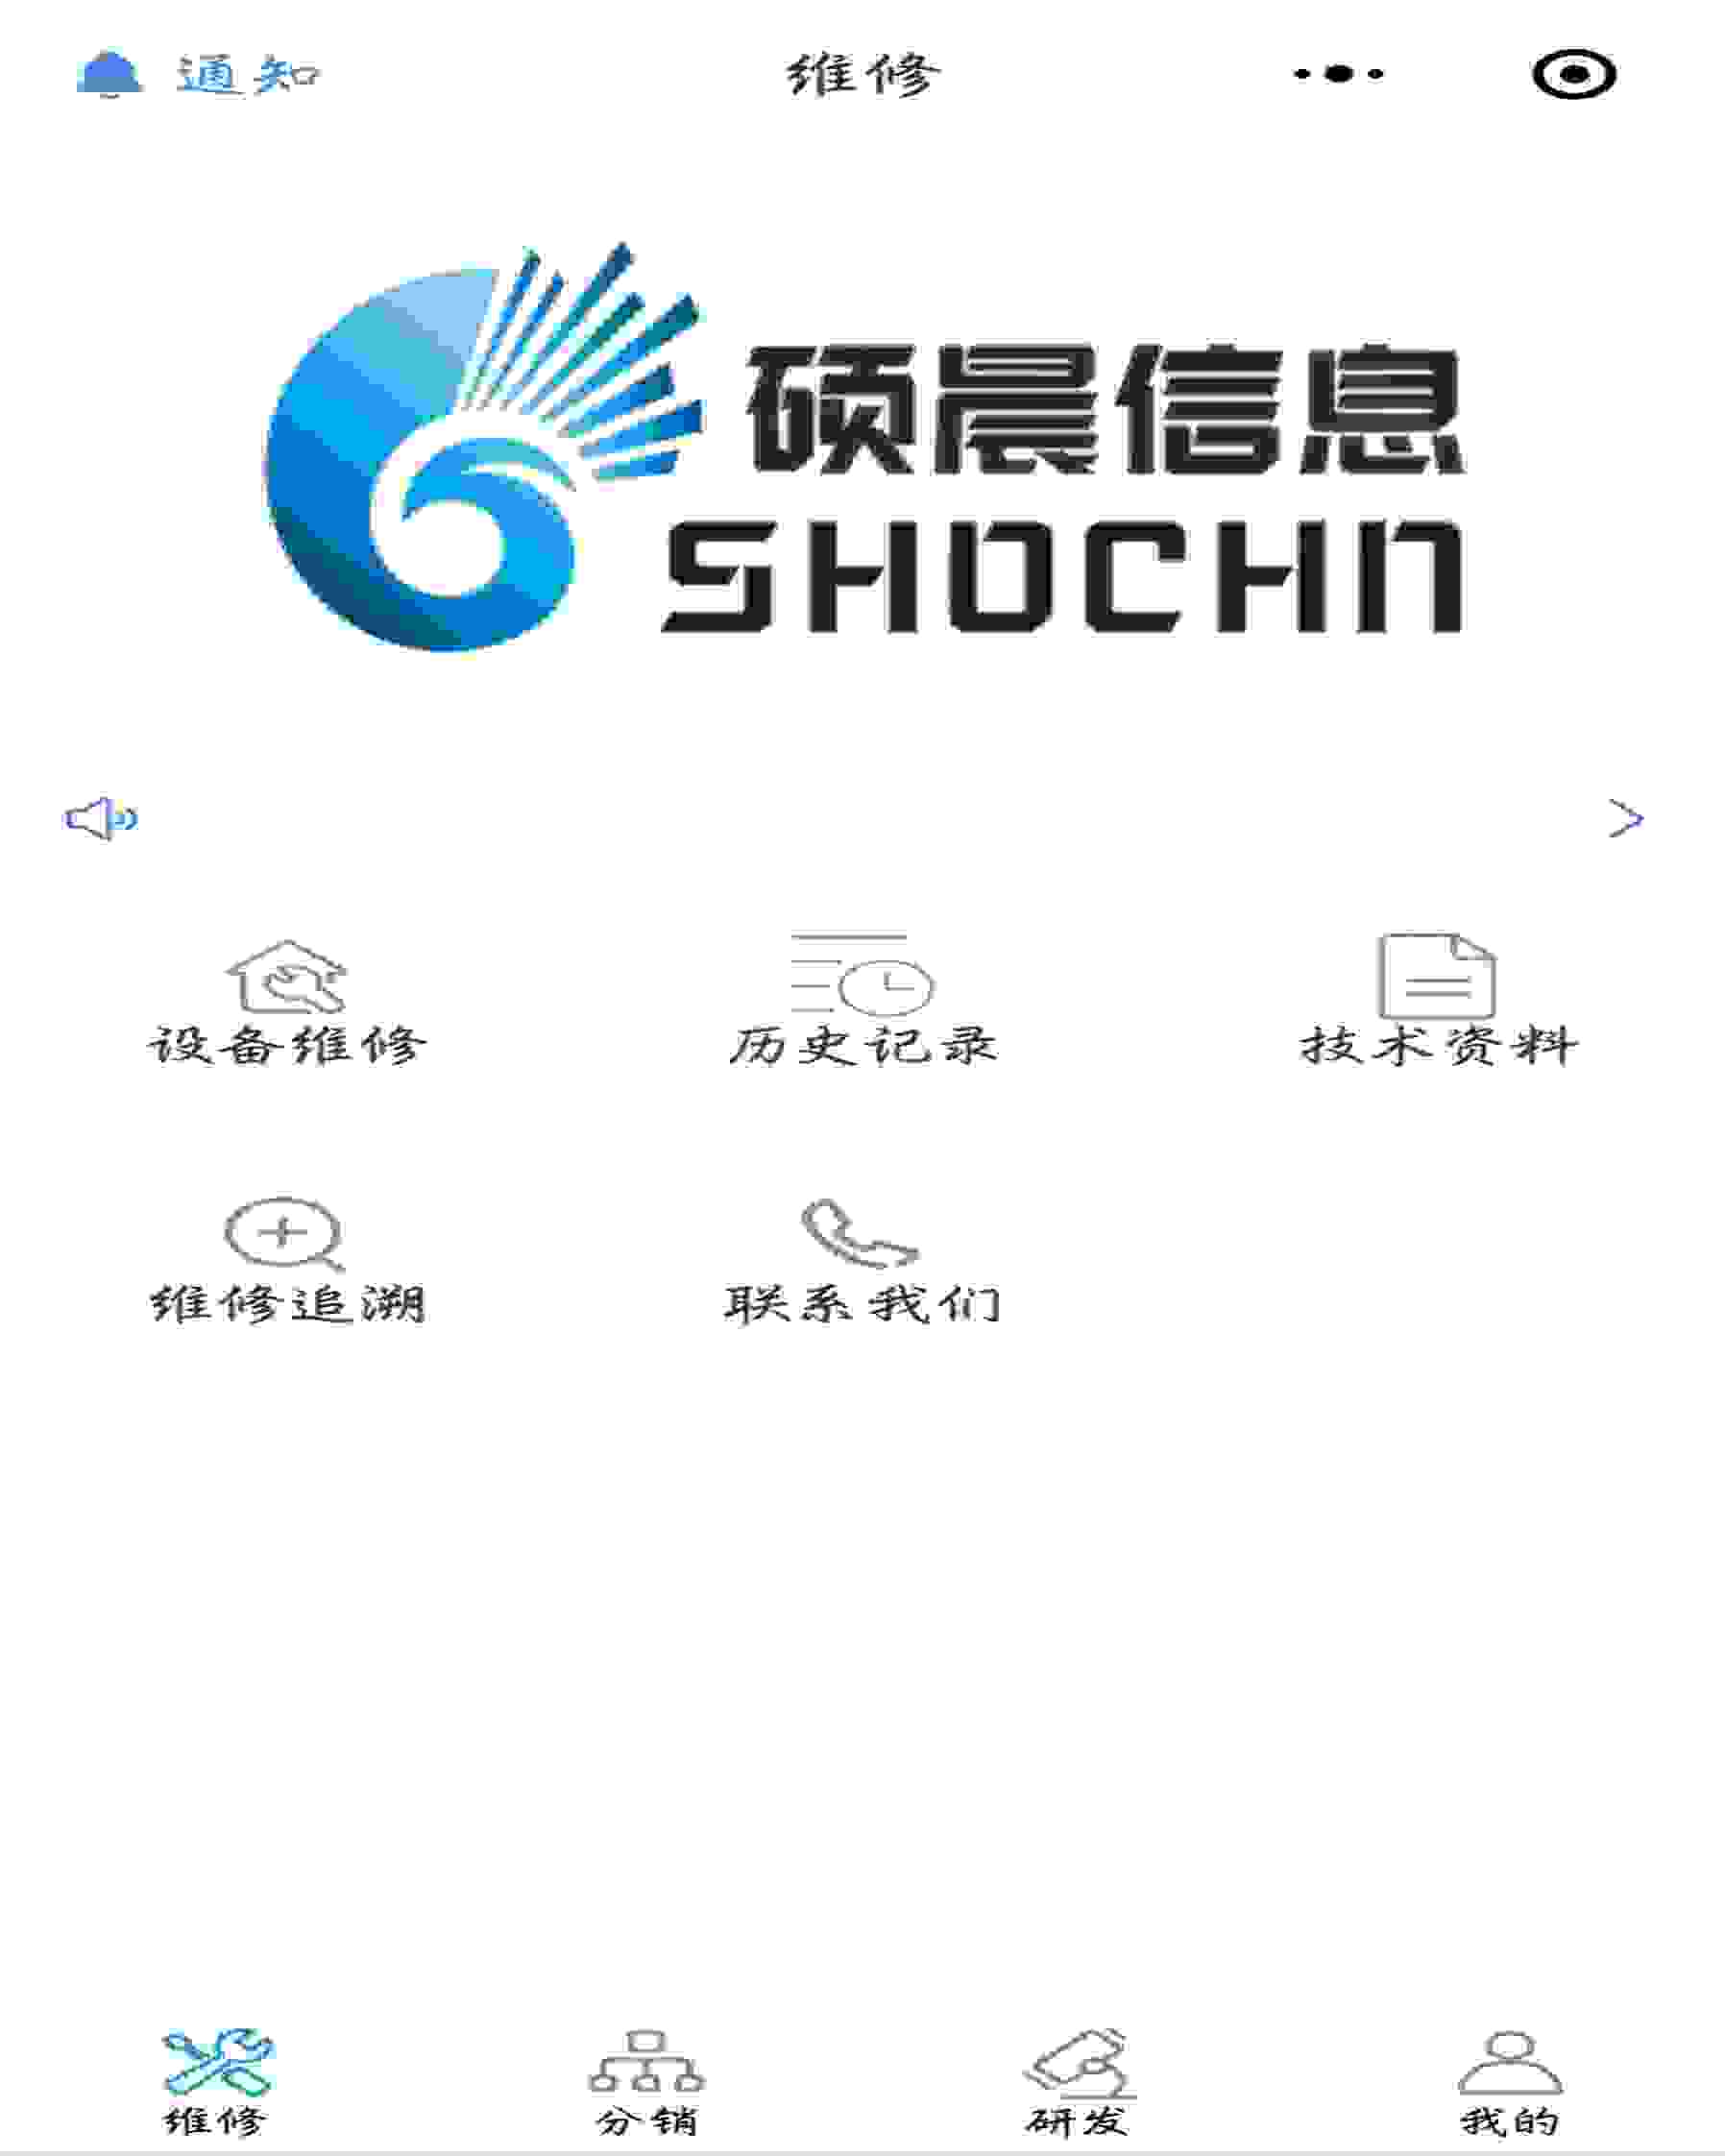 通知 维修
硕晨信息
SHOCHN
设备维修 历史记录 技术资料
维修追溯 联系我们
维修 分销 研发 我的